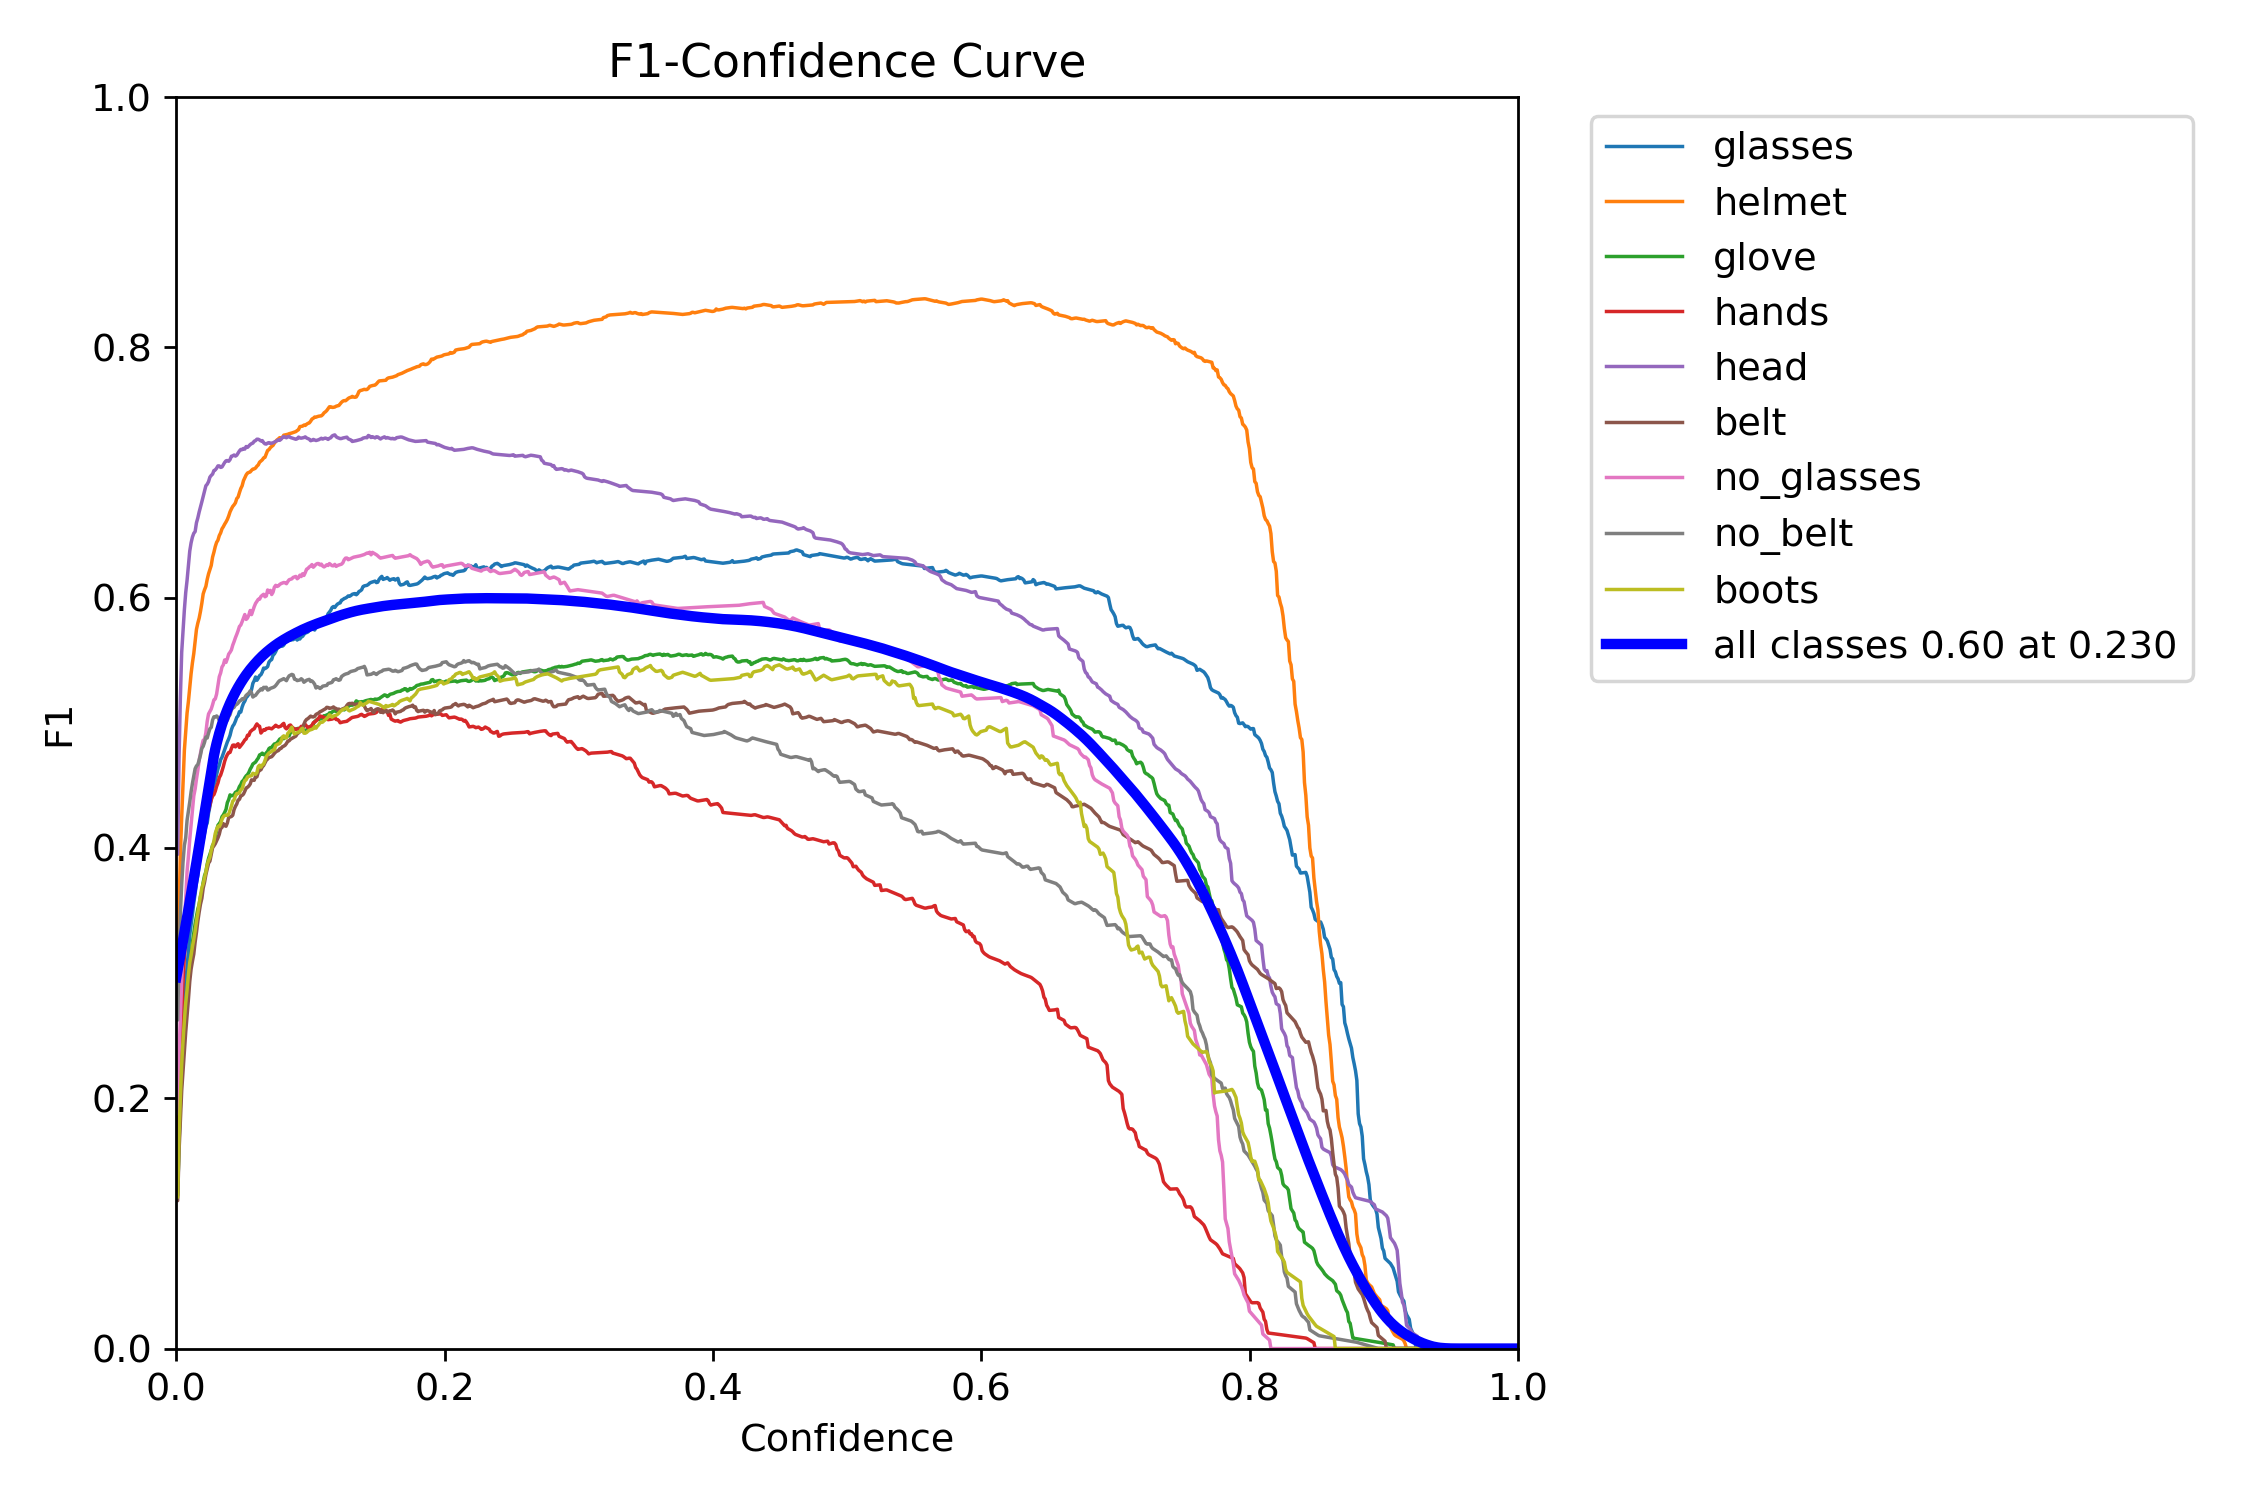 F1-Confidence Curve
1.0
0.8
0.6
0.4
0.2
0.0
F1
0.0 0.2 0.4 0.6 0.8 1.0
Confidence
glasses
helmet
glove
hands
head
belt
no_glasses
no_belt
boots
all classes 0.60 at 0.230